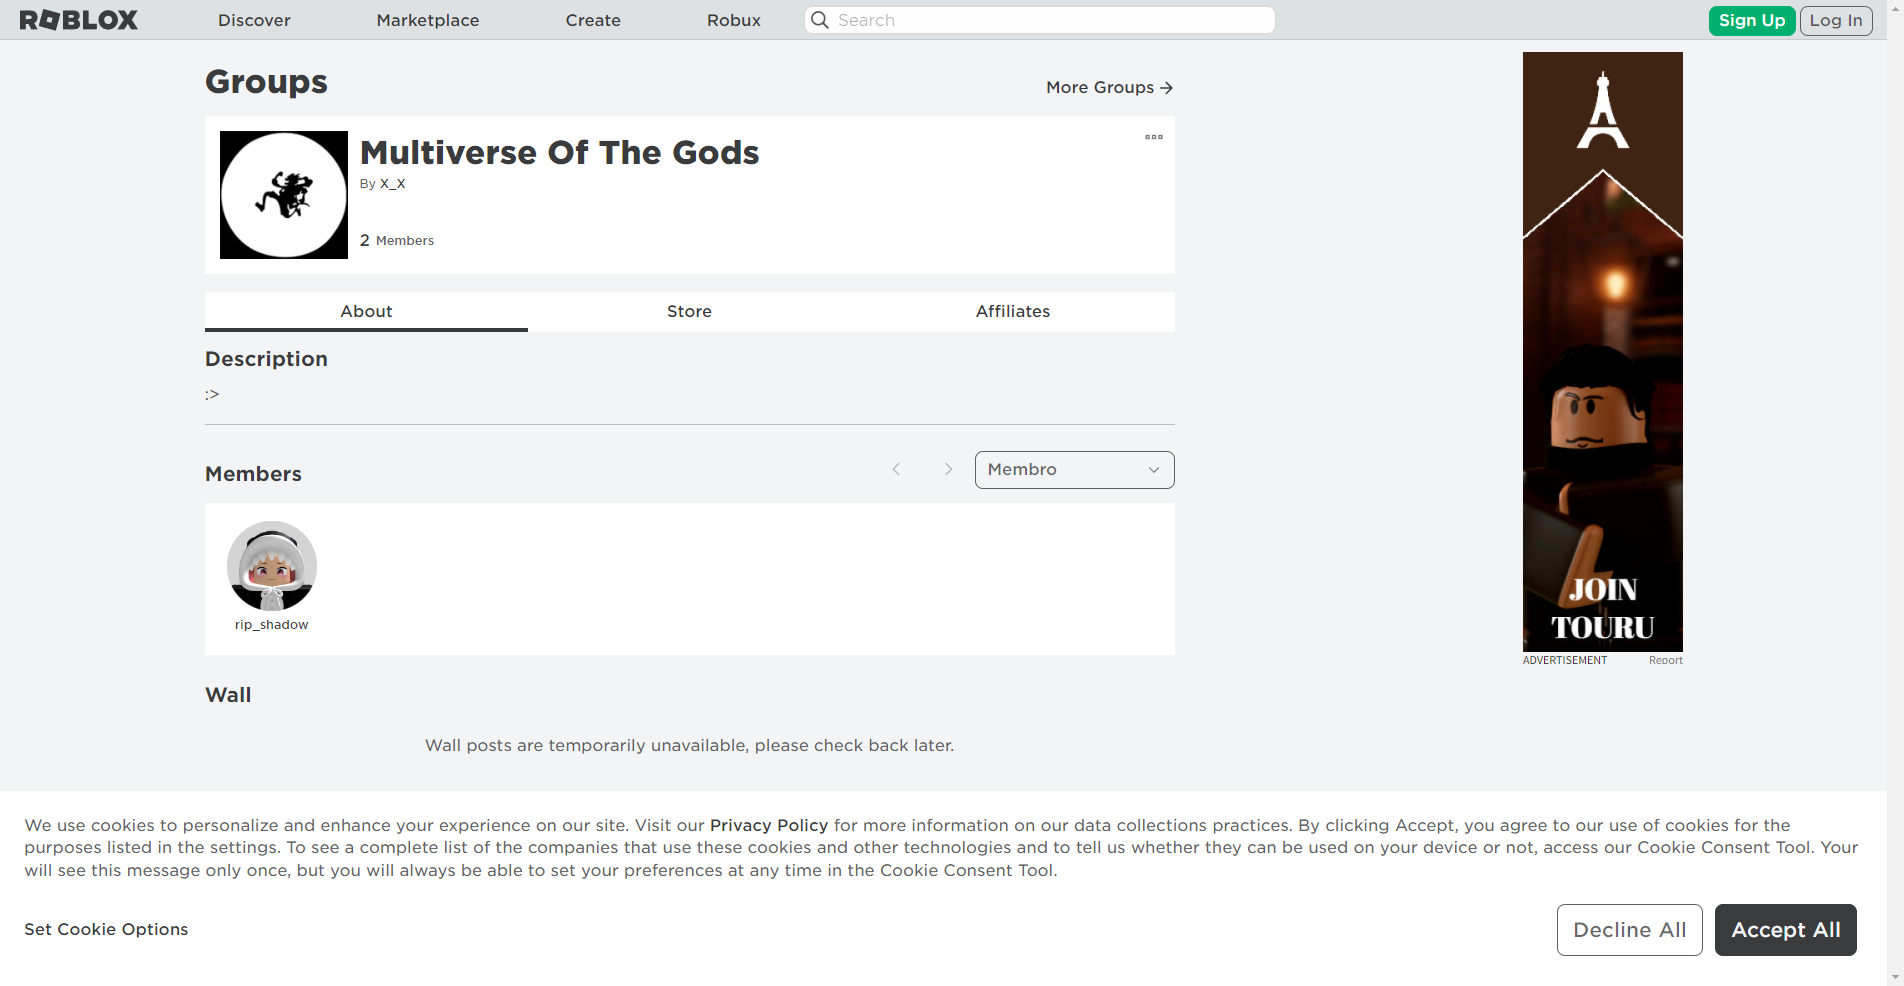 ROBLOX
Discover
Marketplace
Create
Robux
Search
Sign Up
Log In
Groups
More Groups
Multiverse Of The Gods
By X_X
2 Members
About
Store
Affiliates
Description
:>
Members
Membro
rip_shadow
Wall
Wall posts are temporarily unavailable, please check back later.
JOIN
TOURU
ADVERTISEMENT
Report
We use cookies to personalize and enhance your experience on our site. Visit our Privacy Policy for more information on our data collections practices. By clicking Accept, you agree to our use of cookies for the
purposes listed in the settings. To see a complete list of the companies that use these cookies and other technologies and to tell us whether they can be used on your device or not, access our Cookie Consent Tool. Your
will see this message only once, but you will always be able to set your preferences at any time in the Cookie Consent Tool.
Set Cookie Options
Decline All
Accept All